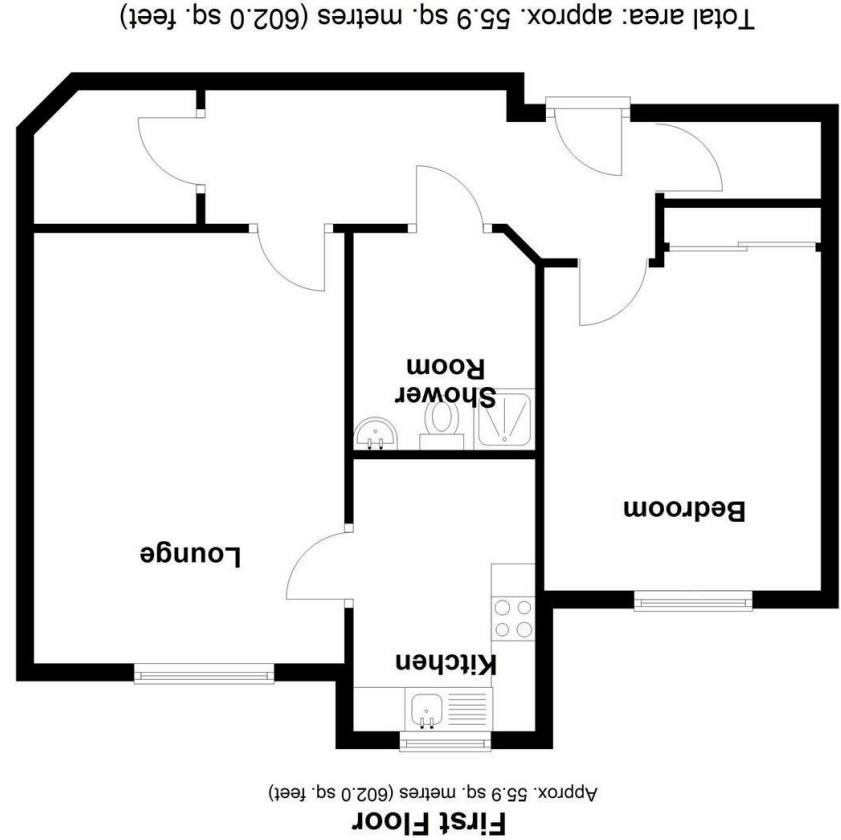 First Floor
Approx. 55.9 sq. metres (602.0 sq. feet)
Kitchen
Lounge
Bedroom
Shower
Room
Total area: approx. 55.9 sq. metres (602.0 sq. feet)